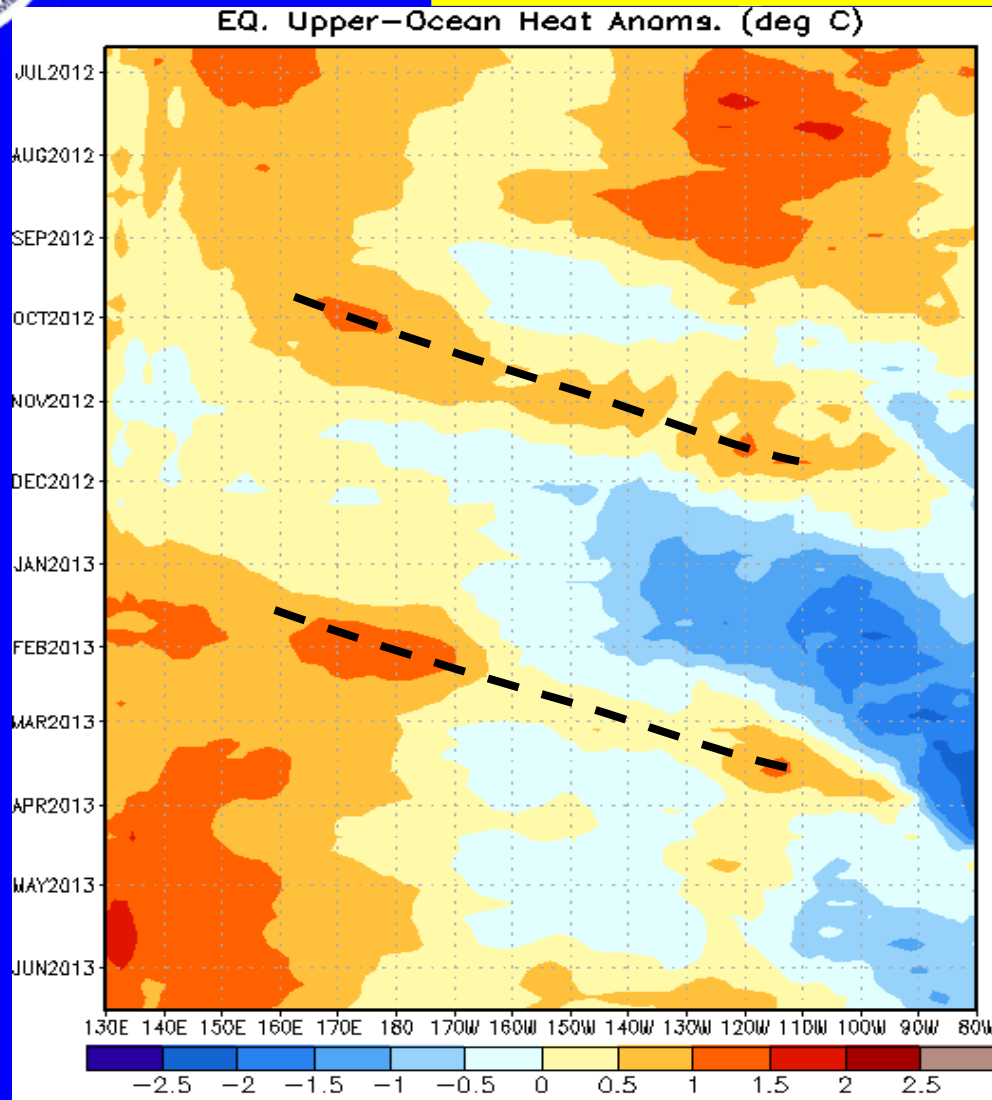 EQ. Upper-Ocean Heat Anoms. (deg C)
JUL2012
AUG2012
SEP2012
OCT2012
NOV2012
DEC2012
JAN2013
FEB2013
MAR2013
APR2013
MAY2013
JUN2013
130E 140E 150E 160E 170E 180 170W 160W 150W 140W 130W 120W 110W 100W 90W 80W
-2.5 -2 -1.5 -1 -0.5 0 0.5 1 1.5 2 2.5